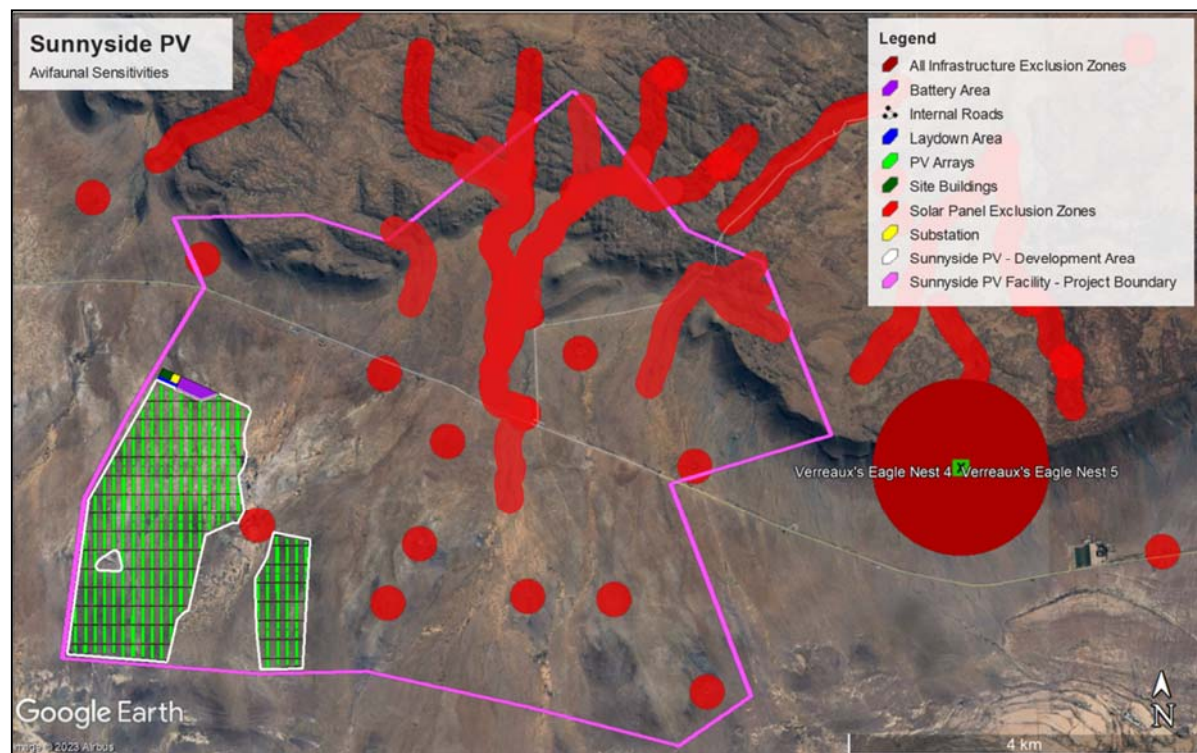 Sunnyside PV
Avifaunal Sensitivities
Legend
All Infrastructure Exclusion Zones
Battery Area
Internal Roads
Laydown Area
PV Arrays
Site Buildings
Solar Panel Exclusion Zones
Substation
Sunnyside PV - Development Area
Sunnyside PV Facility - Project Boundary
Verreaux's Eagle Nest 4 Verreaux's Eagle Nest 5
Google Earth
Image © 2023 Airbus
4 km
N